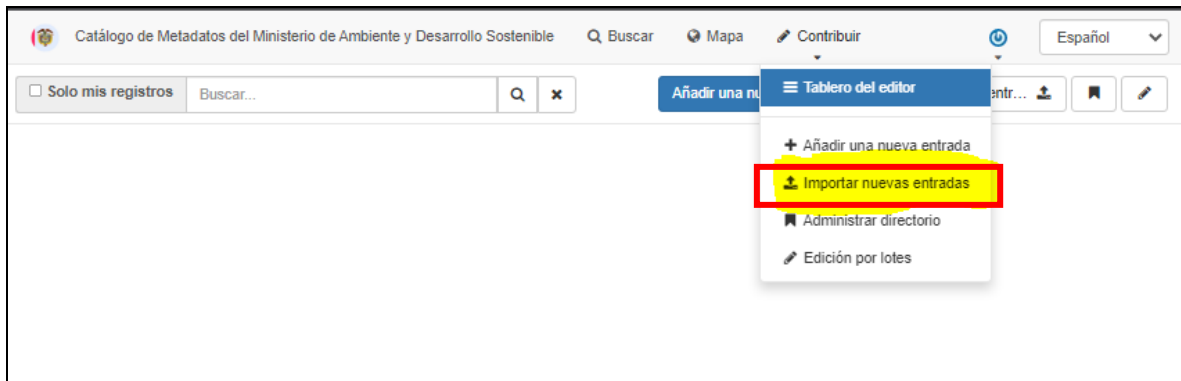 Catálogo de Metadatos del Ministerio de Ambiente y Desarrollo Sostenible Buscar Mapa Contribuir Español
Solo mis registros Buscar... Añadir una nu entr...
Tablero del editor
Añadir una nueva entrada
Importar nuevas entradas
Administrar directorio
Edición por lotes